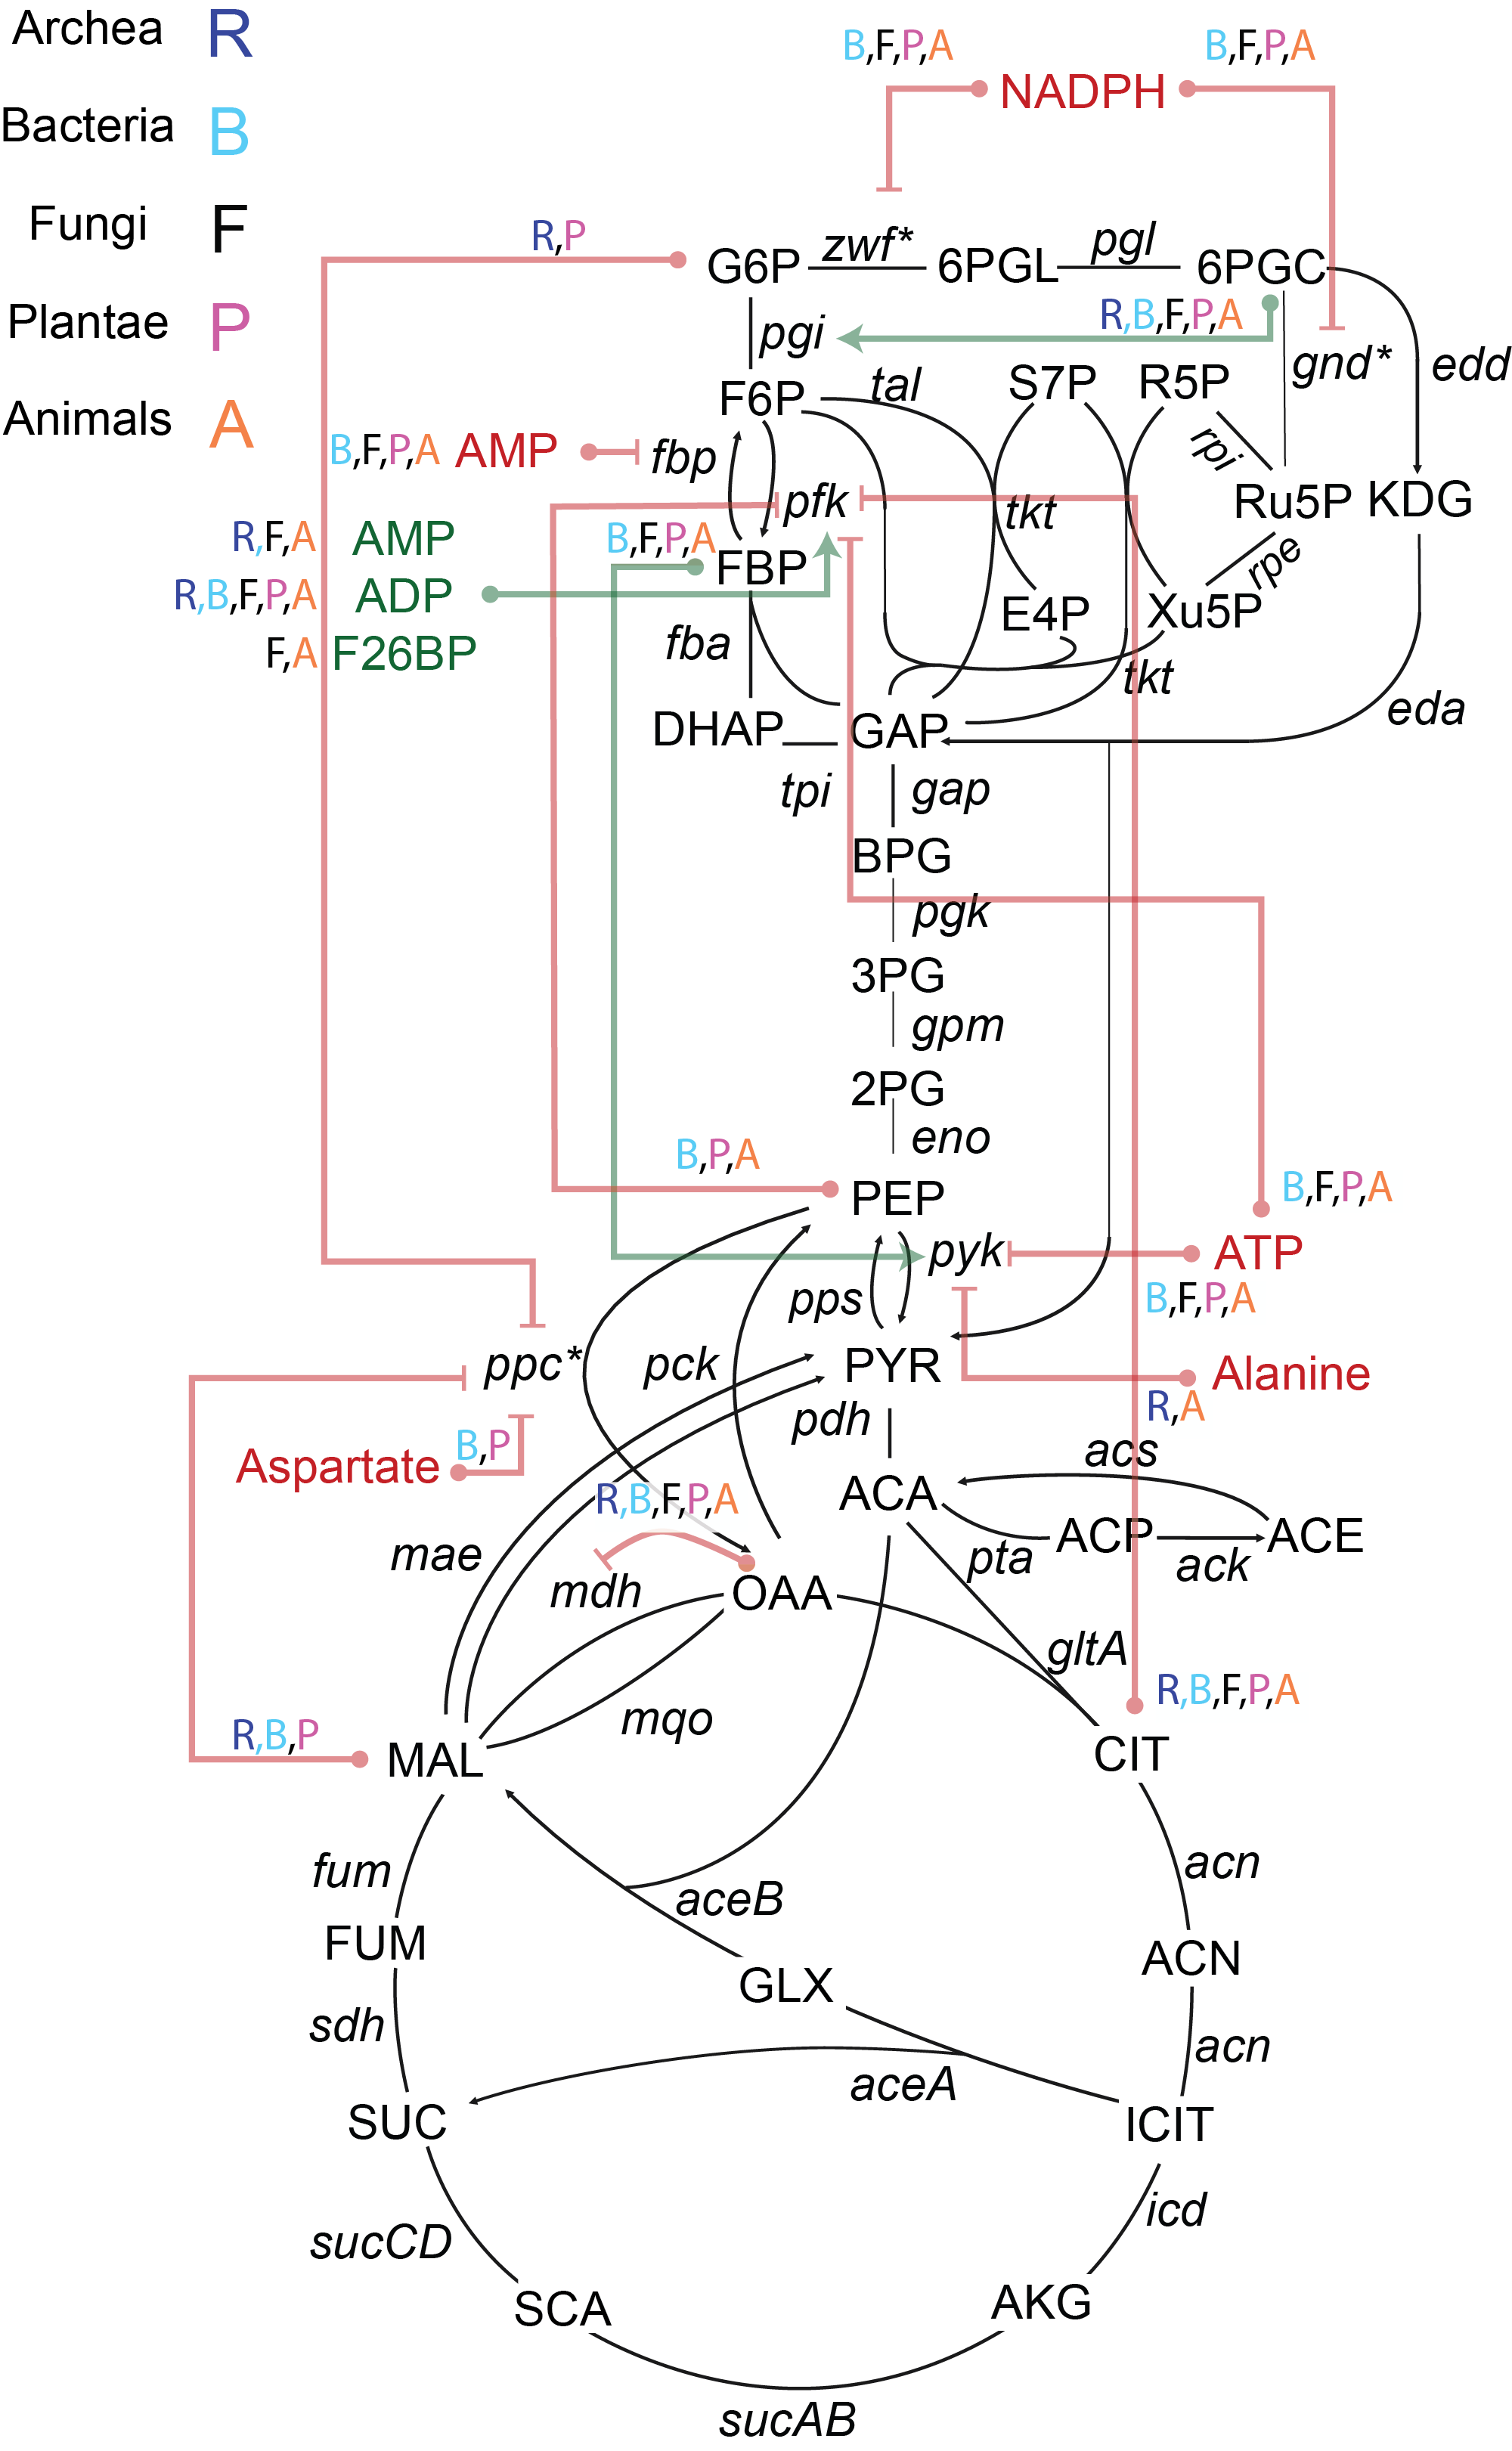 Archea R
Bacteria B
Fungi F
Plantae P
Animals A
B,F,P,A
B,F,P,A
NADPH
R,P
G6P
zwf*
6PGL
pgl
6PGC
R,B,F,P,A
pgi
gnd*
edd
F6P
tal
S7P
R5P
B,F,P,A AMP
fbp
rpi
pfk
tkt
Ru5P
KDG
R,F,A AMP
B,F,P,A
FBP
rpe
R,B,F,P,A ADP
E4P
Xu5P
F,A F26BP
fba
tkt
DHAP
GAP
eda
tpi
gap
BPG
pgk
3PG
gpm
2PG
eno
B,P,A
PEP
B,F,P,A
pyk
ATP
pps
B,F,P,A
ppc*
pck
PYR
Alanine
R,A
pdh
B,P
Aspartate
acs
R,B,F,P,A
ACA
ACP
ACE
mae
pta
ack
mdh
OAA
gltA
R,B,F,P,A
mqo
R,B,P
MAL
CIT
fum
acn
aceB
FUM
ACN
GLX
sdh
acn
aceA
SUC
ICIT
icd
sucCD
SCA
AKG
sucAB